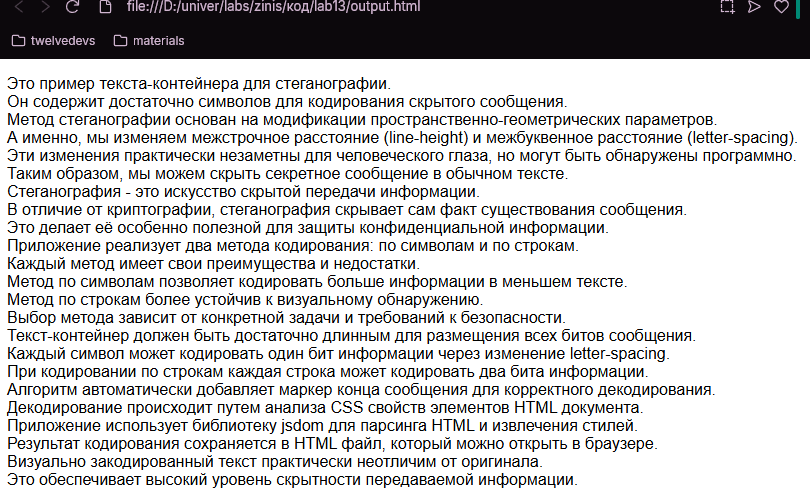 file:///D:/univer/labs/zinis/код/lab13/output.html
twelvedevs materials
Это пример текста-контейнера для стеганографии.
Он содержит достаточно символов для кодирования скрытого сообщения.
Метод стеганографии основан на модификации пространственно-геометрических параметров.
А именно, мы изменяем межстрочное расстояние (line-height) и межбуквенное расстояние (letter-spacing).
Эти изменения практически незаметны для человеческого глаза, но могут быть обнаружены программно.
Таким образом, мы можем скрыть секретное сообщение в обычном тексте.
Стеганография - это искусство скрытой передачи информации.
В отличие от криптографии, стеганография скрывает сам факт существования сообщения.
Это делает её особенно полезной для защиты конфиденциальной информации.
Приложение реализует два метода кодирования: по символам и по строкам.
Каждый метод имеет свои преимущества и недостатки.
Метод по символам позволяет кодировать больше информации в меньшем тексте.
Метод по строкам более устойчив к визуальному обнаружению.
Выбор метода зависит от конкретной задачи и требований к безопасности.
Текст-контейнер должен быть достаточно длинным для размещения всех битов сообщения.
Каждый символ может кодировать один бит информации через изменение letter-spacing.
При кодировании по строкам каждая строка может кодировать два бита информации.
Алгоритм автоматически добавляет маркер конца сообщения для корректного декодирования.
Декодирование происходит путем анализа CSS свойств элементов HTML документа.
Приложение использует библиотеку jsdom для парсинга HTML и извлечения стилей.
Результат кодирования сохраняется в HTML файл, который можно открыть в браузере.
Визуально закодированный текст практически неотличим от оригинала.
Это обеспечивает высокий уровень скрытности передаваемой информации.